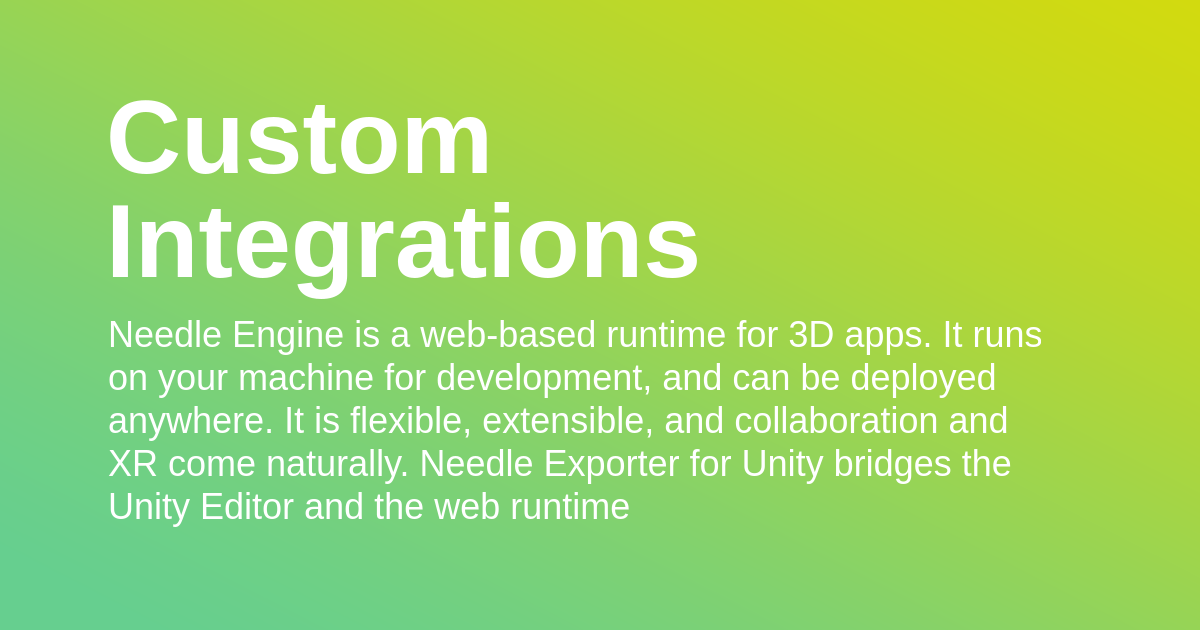 Custom
Integrations
Needle Engine is a web-based runtime for 3D apps. It runs
on your machine for development, and can be deployed
anywhere. It is flexible, extensible, and collaboration and
XR come naturally. Needle Exporter for Unity bridges the
Unity Editor and the web runtime